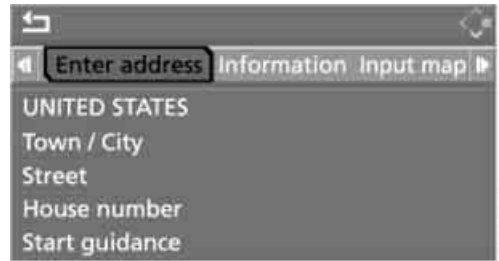 Enter address Information Input map
UNITED STATES
Town / City
Street
House number
Start guidance